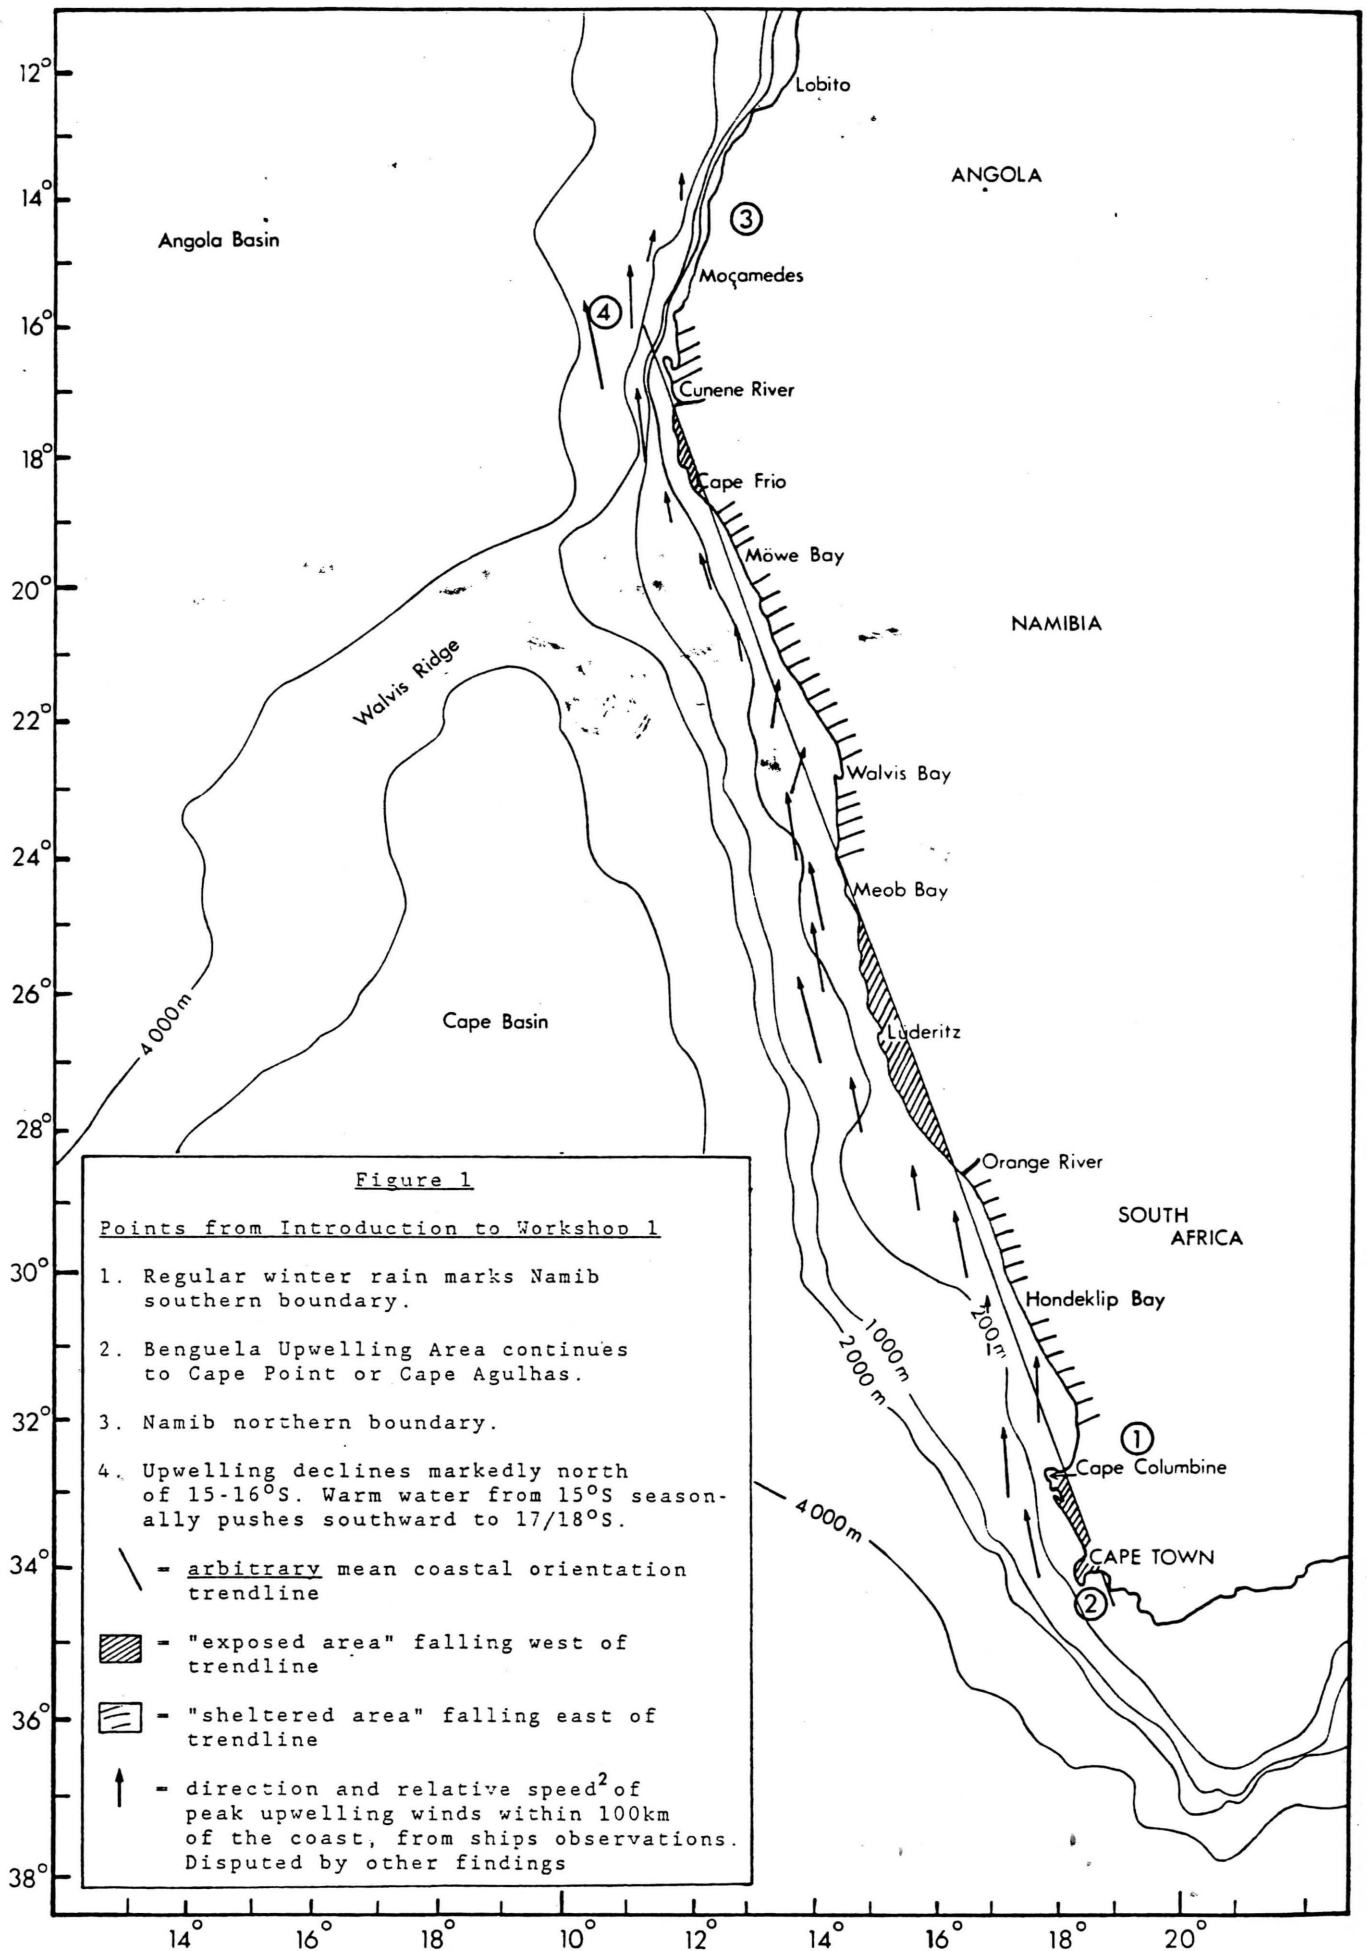 12°
Lobito
14°
ANGOLA
3
Angola Basin
Moçamedes
4
16°
Cunene River
18°
Cape Frio
Möwe Bay
20°
NAMIBIA
Walvis Ridge
22°
Walvis Bay
24°
Meob Bay
26°
4000m
Cape Basin
Lüderitz
28°
Orange River
SOUTH
AFRICA
30°
Hondeklip Bay
200m
1000m
2000m
32°
1
Cape Columbine
4000m
34°
CAPE TOWN
2
36°
38°
Figure 1
Points from Introduction to Workshop 1
1. Regular winter rain marks Namib
southern boundary.
2. Benguela Upwelling Area continues
to Cape Point or Cape Agulhas.
3. Namib northern boundary.
4. Upwelling declines markedly north
of 15-16°S. Warm water from 15°S season-
ally pushes southward to 17/18°S.
= arbitrary mean coastal orientation
trendline
= "exposed area" falling west of
trendline
= "sheltered area" falling east of
trendline
= direction and relative speed² of
peak upwelling winds within 100km
of the coast, from ships observations.
Disputed by other findings
14° 16° 10° 12° 14° 16° 18° 20°